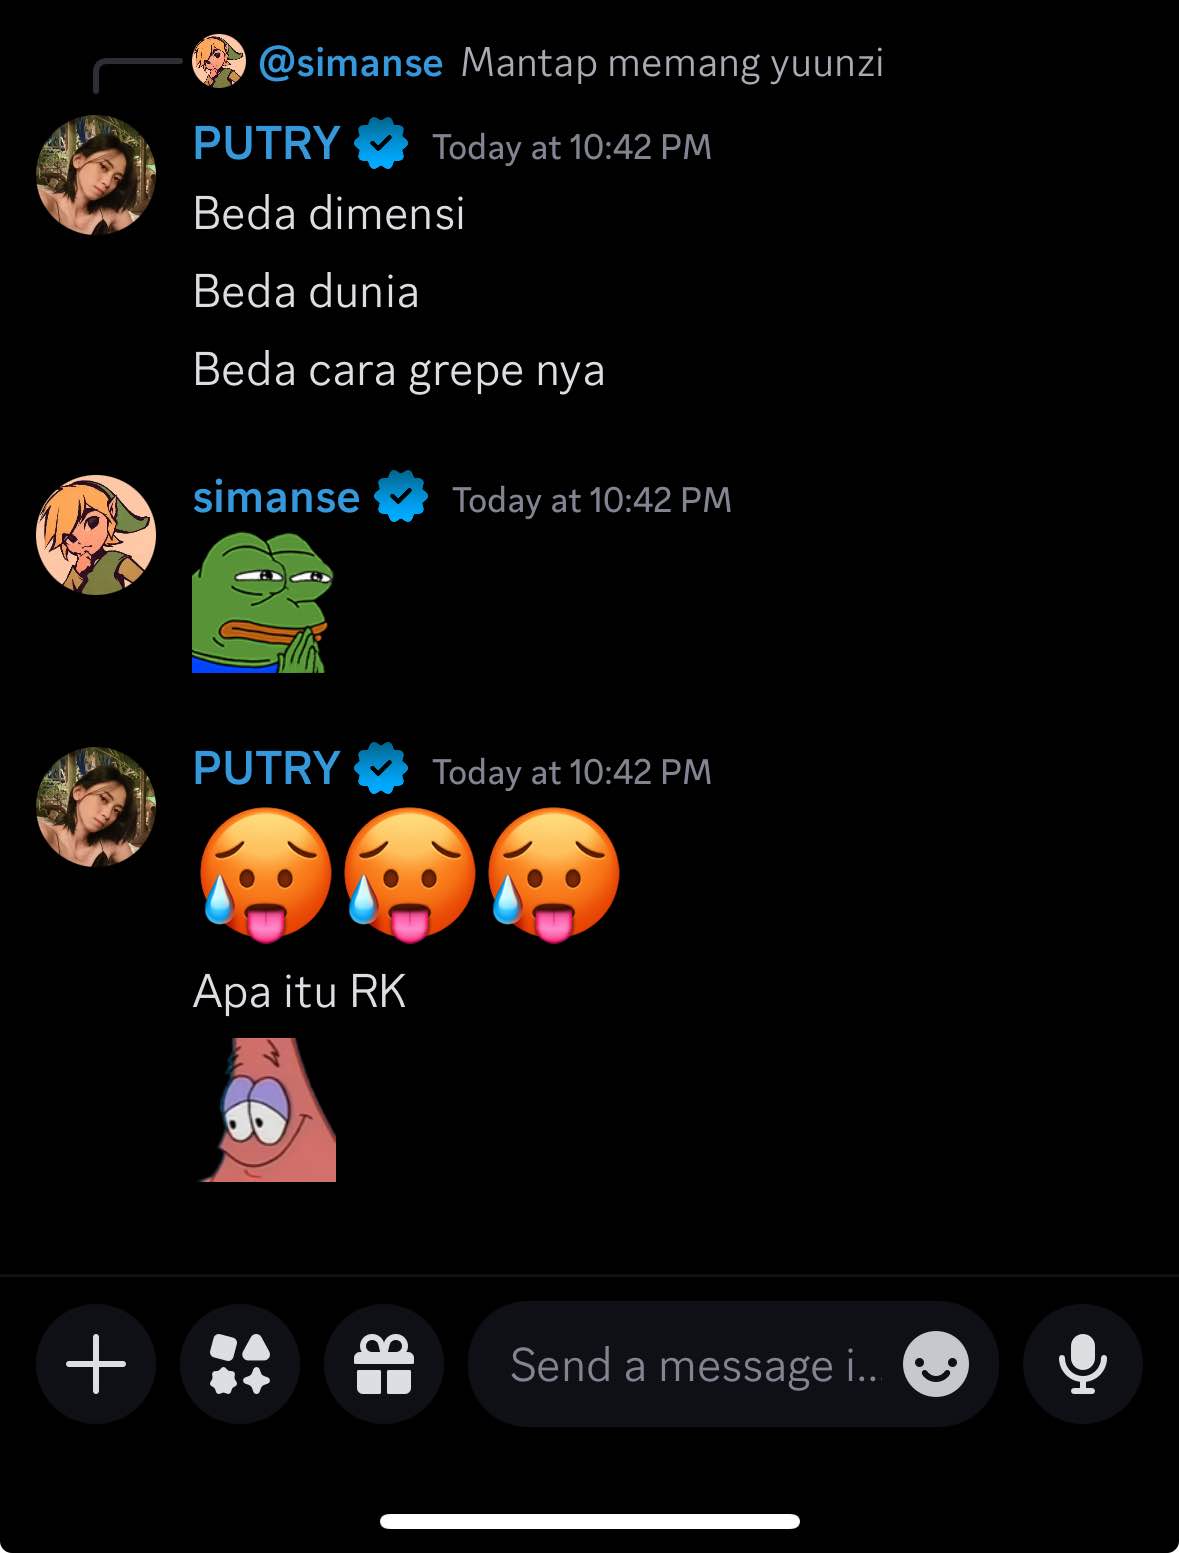 @simanse Mantap memang yuunzi
PUTRY Today at 10:42 PM
Beda dimensi
Beda dunia
Beda cara grepe nya
simanse Today at 10:42 PM
PUTRY Today at 10:42 PM
🥵🥵🥵
Apa itu RK
Send a message i...